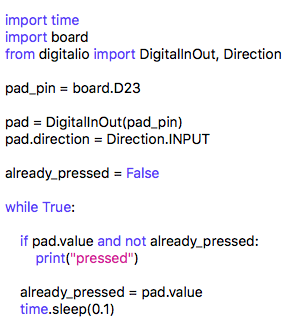 import time
import board
from digitalio import DigitalInOut, Direction
pad_pin = board.D23
pad = DigitalInOut(pad_pin)
pad.direction = Direction.INPUT
already_pressed = False
while True:
    if pad.value and not already_pressed:
        print("pressed")
    already_pressed = pad.value
    time.sleep(0.1)